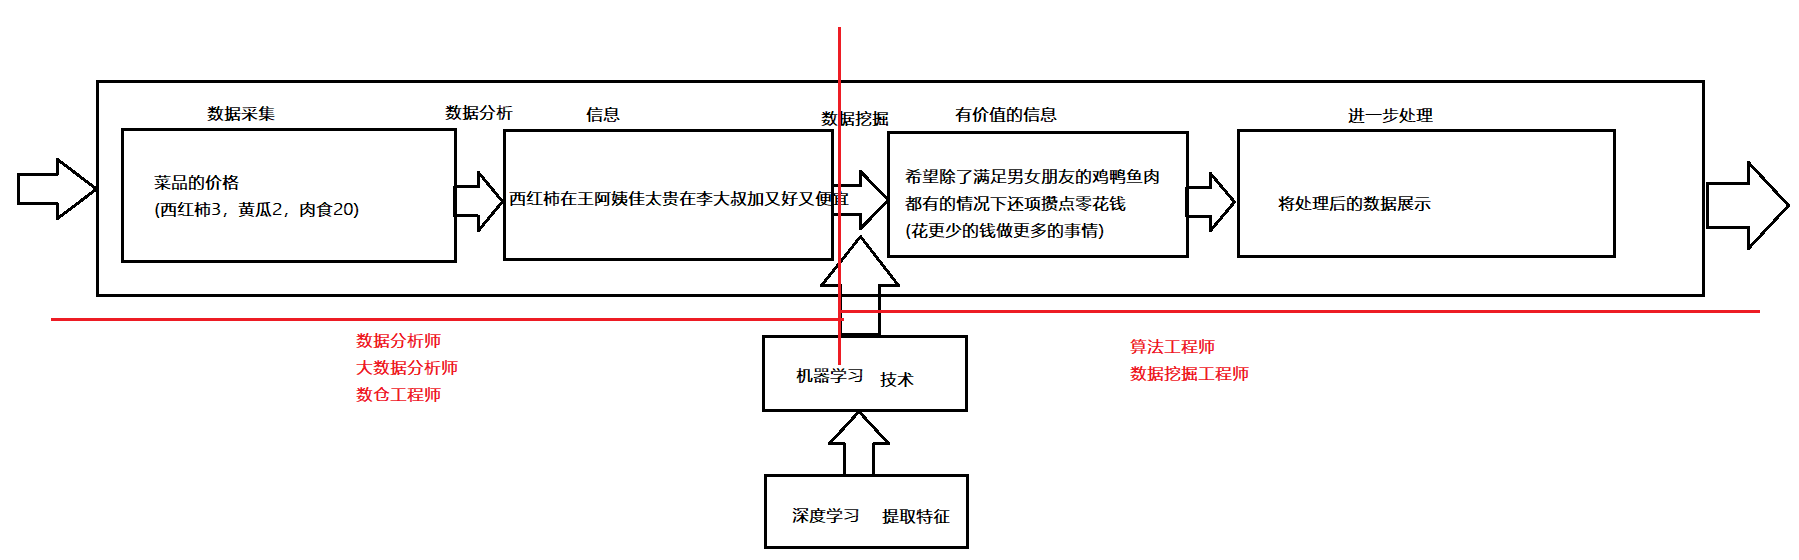 数据采集
数据分析
信息
数据挖掘
有价值的信息
进一步处理
菜品的价格
(西红柿3，黄瓜2，肉食20)
西红柿在王阿姨佳太贵在李大叔加又好又便宜
希望除了满足男女朋友的鸡鸭鱼肉
都有的情况下还项攒点零花钱
(花更少的钱做更多的事情)
将处理后的数据展示
数据分析师
大数据分析师
数仓工程师
算法工程师
数据挖掘工程师
机器学习 技术
深度学习 提取特征